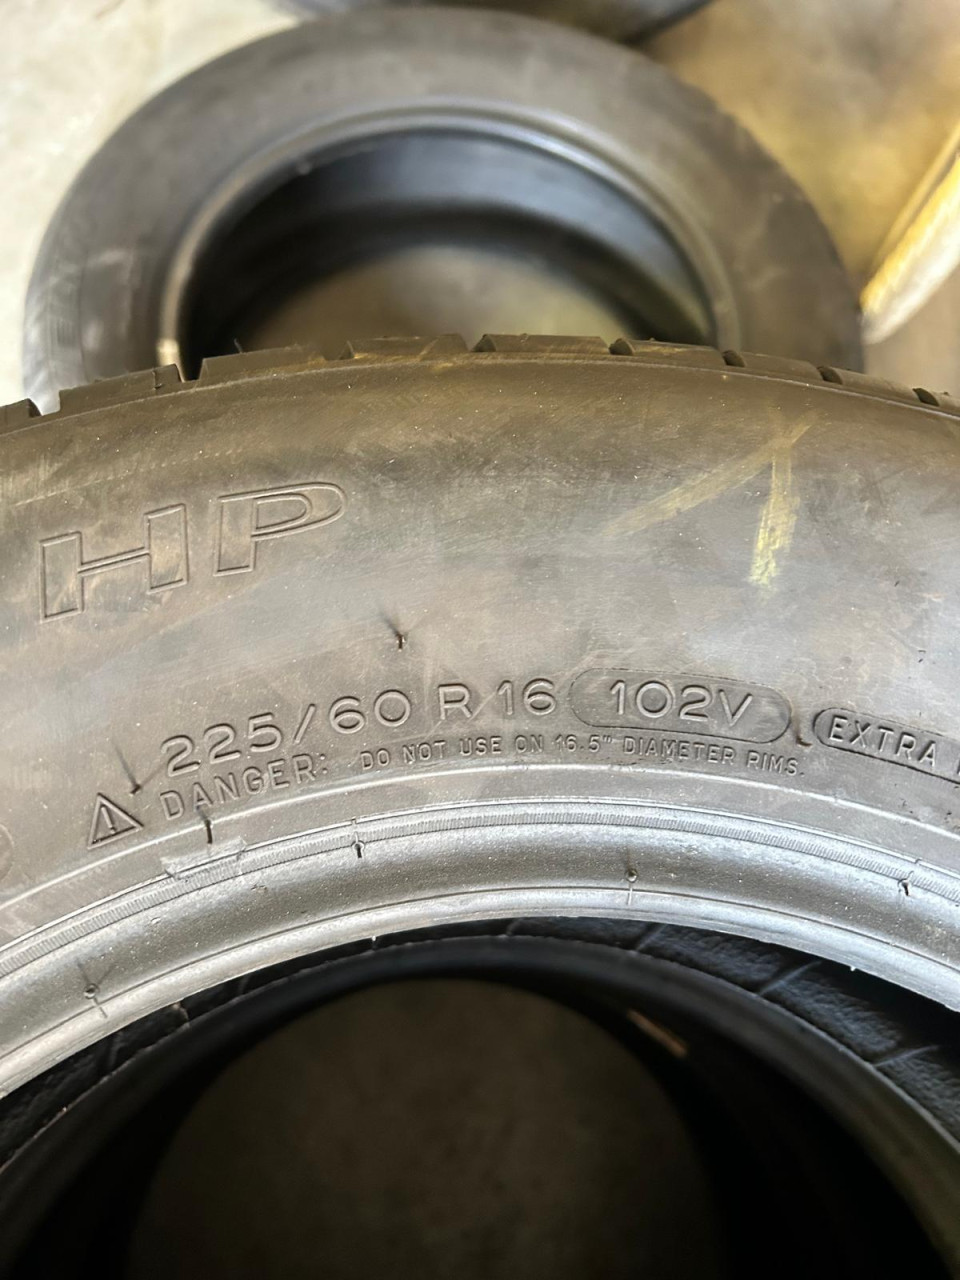 HP
225/60 R 16 102V EXTRA
DANGER: DO NOT USE ON 16.5" DIAMETER RIMS.